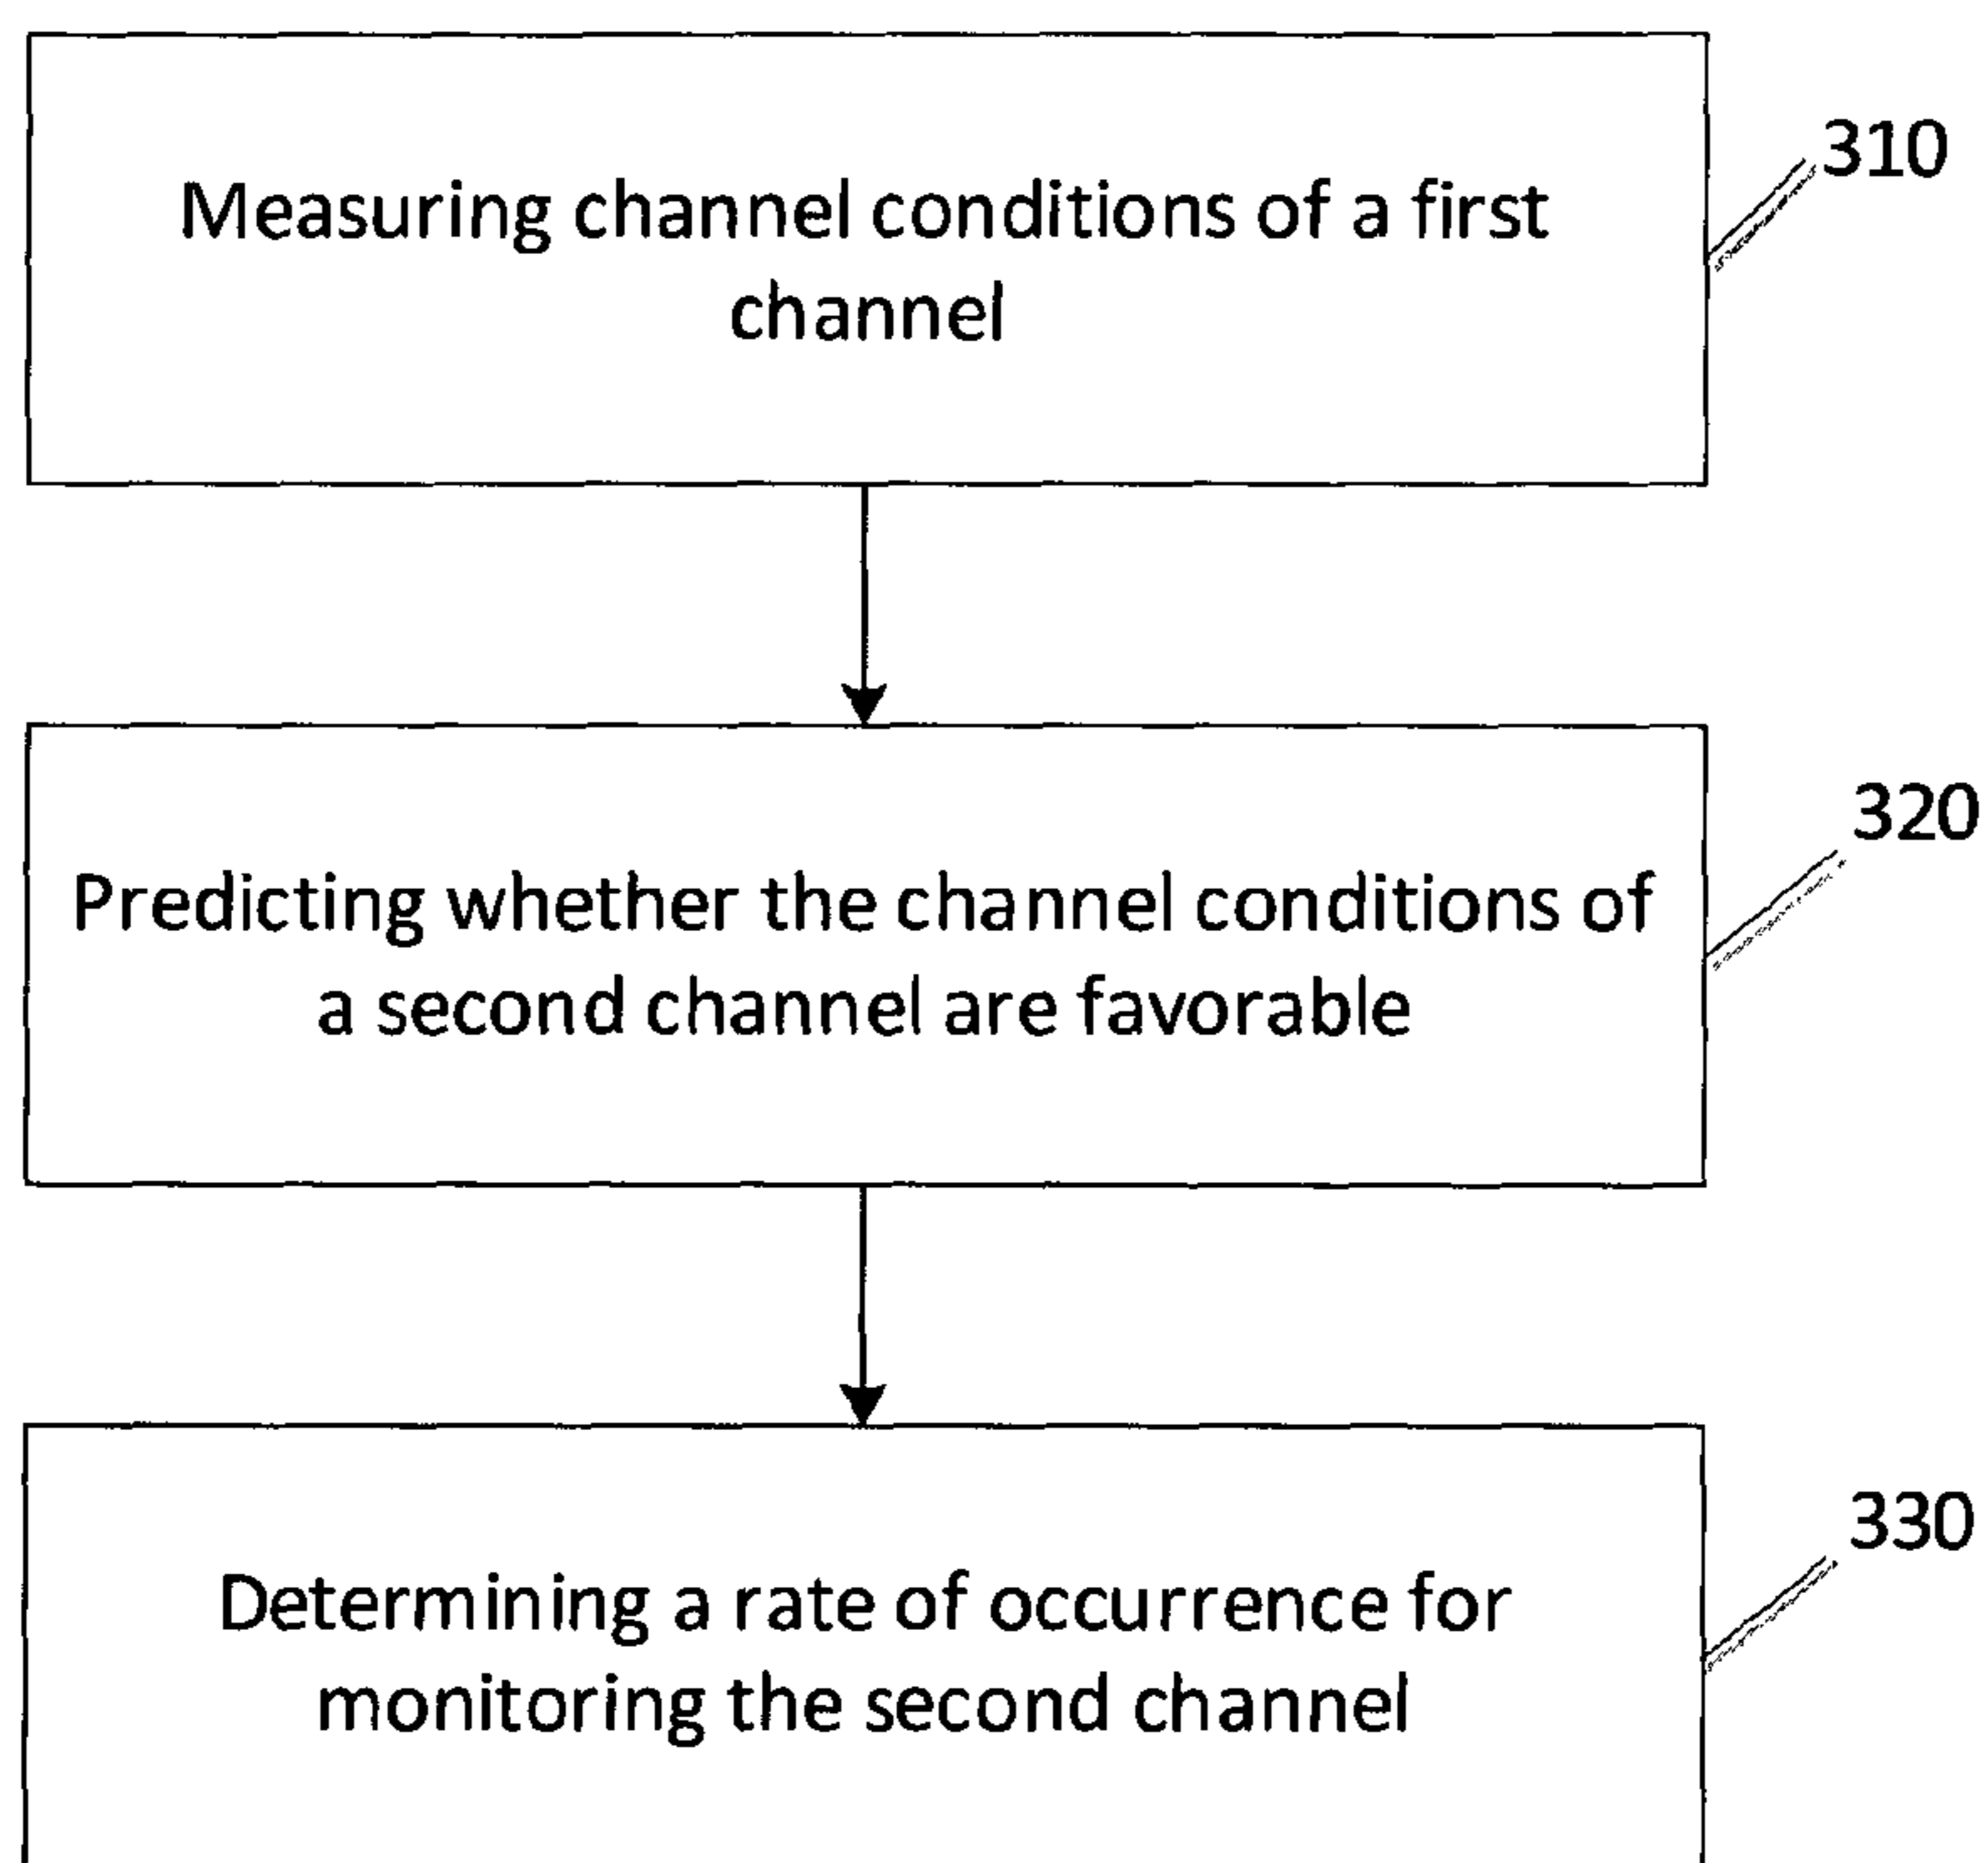 310
Measuring channel conditions of a first
channel
320
Predicting whether the channel conditions of
a second channel are favorable
330
Determining a rate of occurrence for
monitoring the second channel